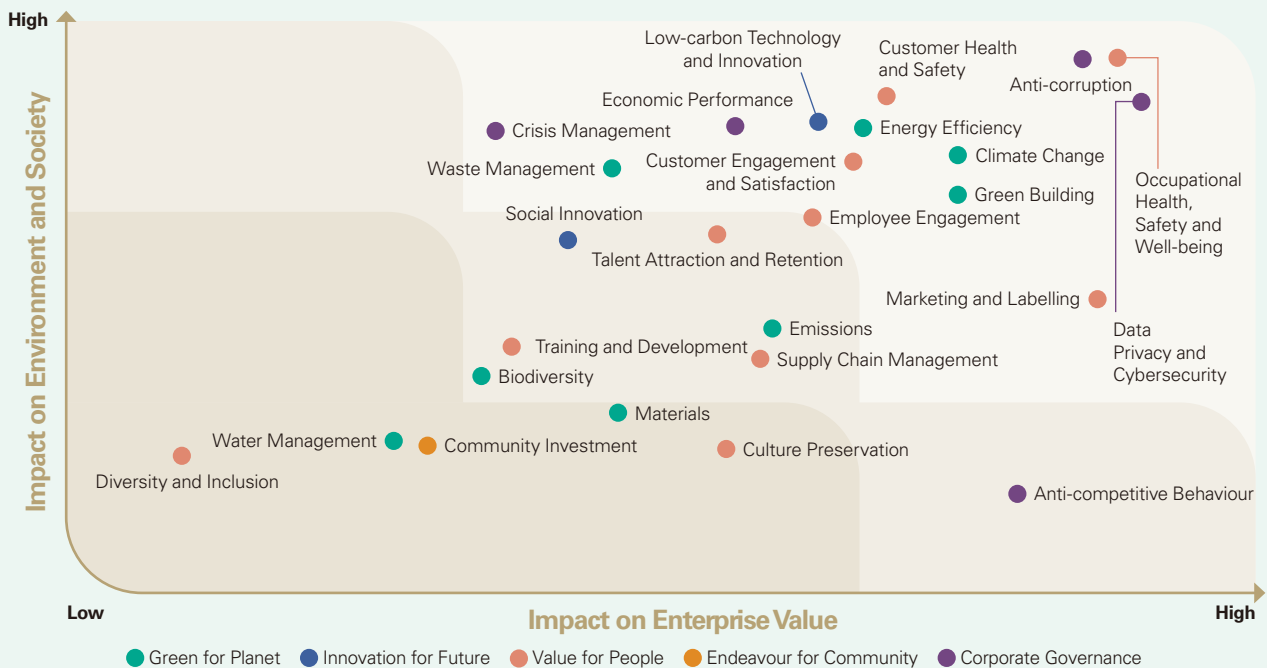 High
Impact on Environment and Society
Low-carbon Technology
and Innovation
Customer Health
and Safety
Anti-corruption
Economic Performance
Crisis Management
Energy Efficiency
Waste Management
Customer Engagement
and Satisfaction
Climate Change
Green Building
Occupational
Health,
Safety and
Well-being
Social Innovation
Employee Engagement
Talent Attraction and Retention
Marketing and Labelling
Data
Privacy and
Cybersecurity
Emissions
Training and Development
Supply Chain Management
Biodiversity
Materials
Water Management
Community Investment
Culture Preservation
Diversity and Inclusion
Anti-competitive Behaviour
Low
Impact on Enterprise Value
High
Green for Planet
Innovation for Future
Value for People
Endeavour for Community
Corporate Governance